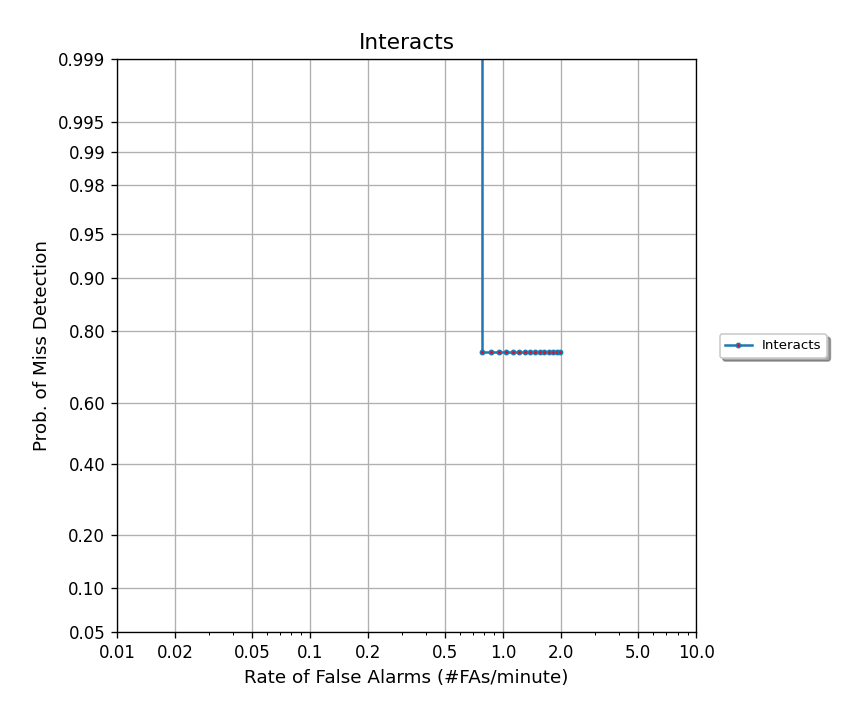 Interacts
0.999
0.995
0.99
0.98
0.95
0.90
0.80
0.60
0.40
0.20
0.10
0.05
Prob. of Miss Detection
0.01 0.02 0.05 0.1 0.2 0.5 1.0 2.0 5.0 10.0
Rate of False Alarms (#FAs/minute)
Interacts